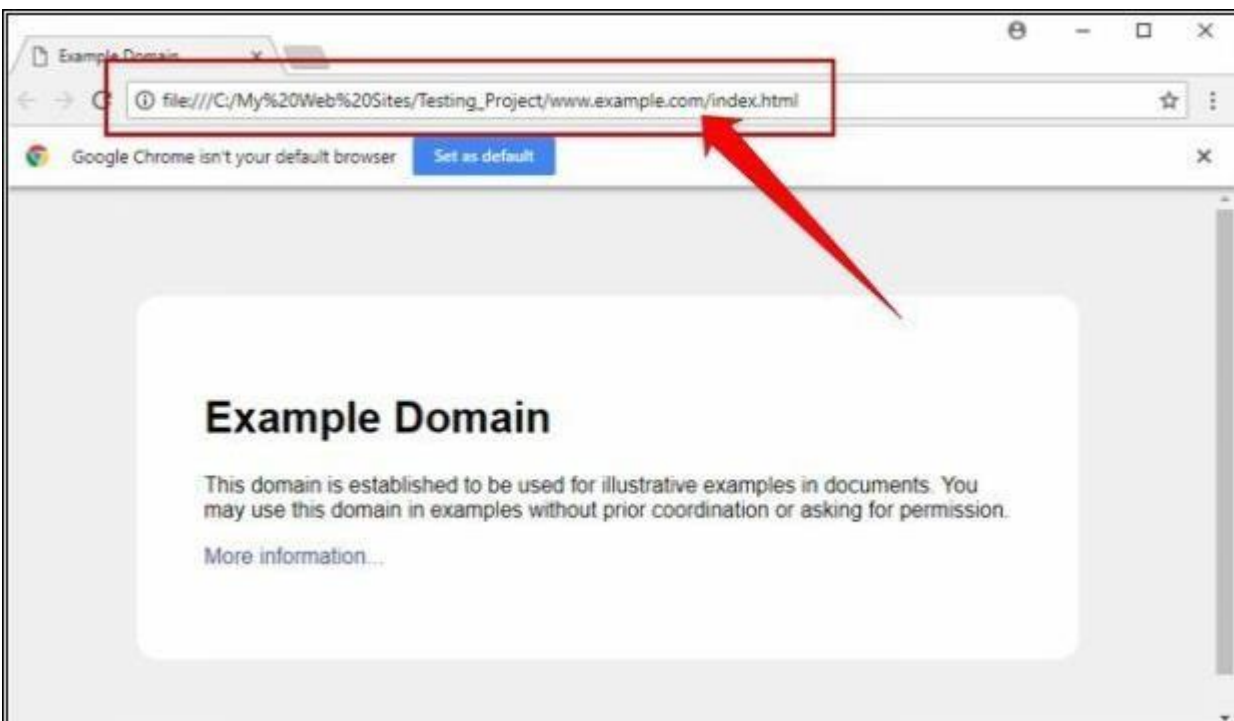 Example Domain
file:///C:/My%20Web%20Sites/Testing_Project/www.example.com/index.html
Google Chrome isn't your default browser Set as default
Example Domain
This domain is established to be used for illustrative examples in documents. You
may use this domain in examples without prior coordination or asking for permission.
More information...